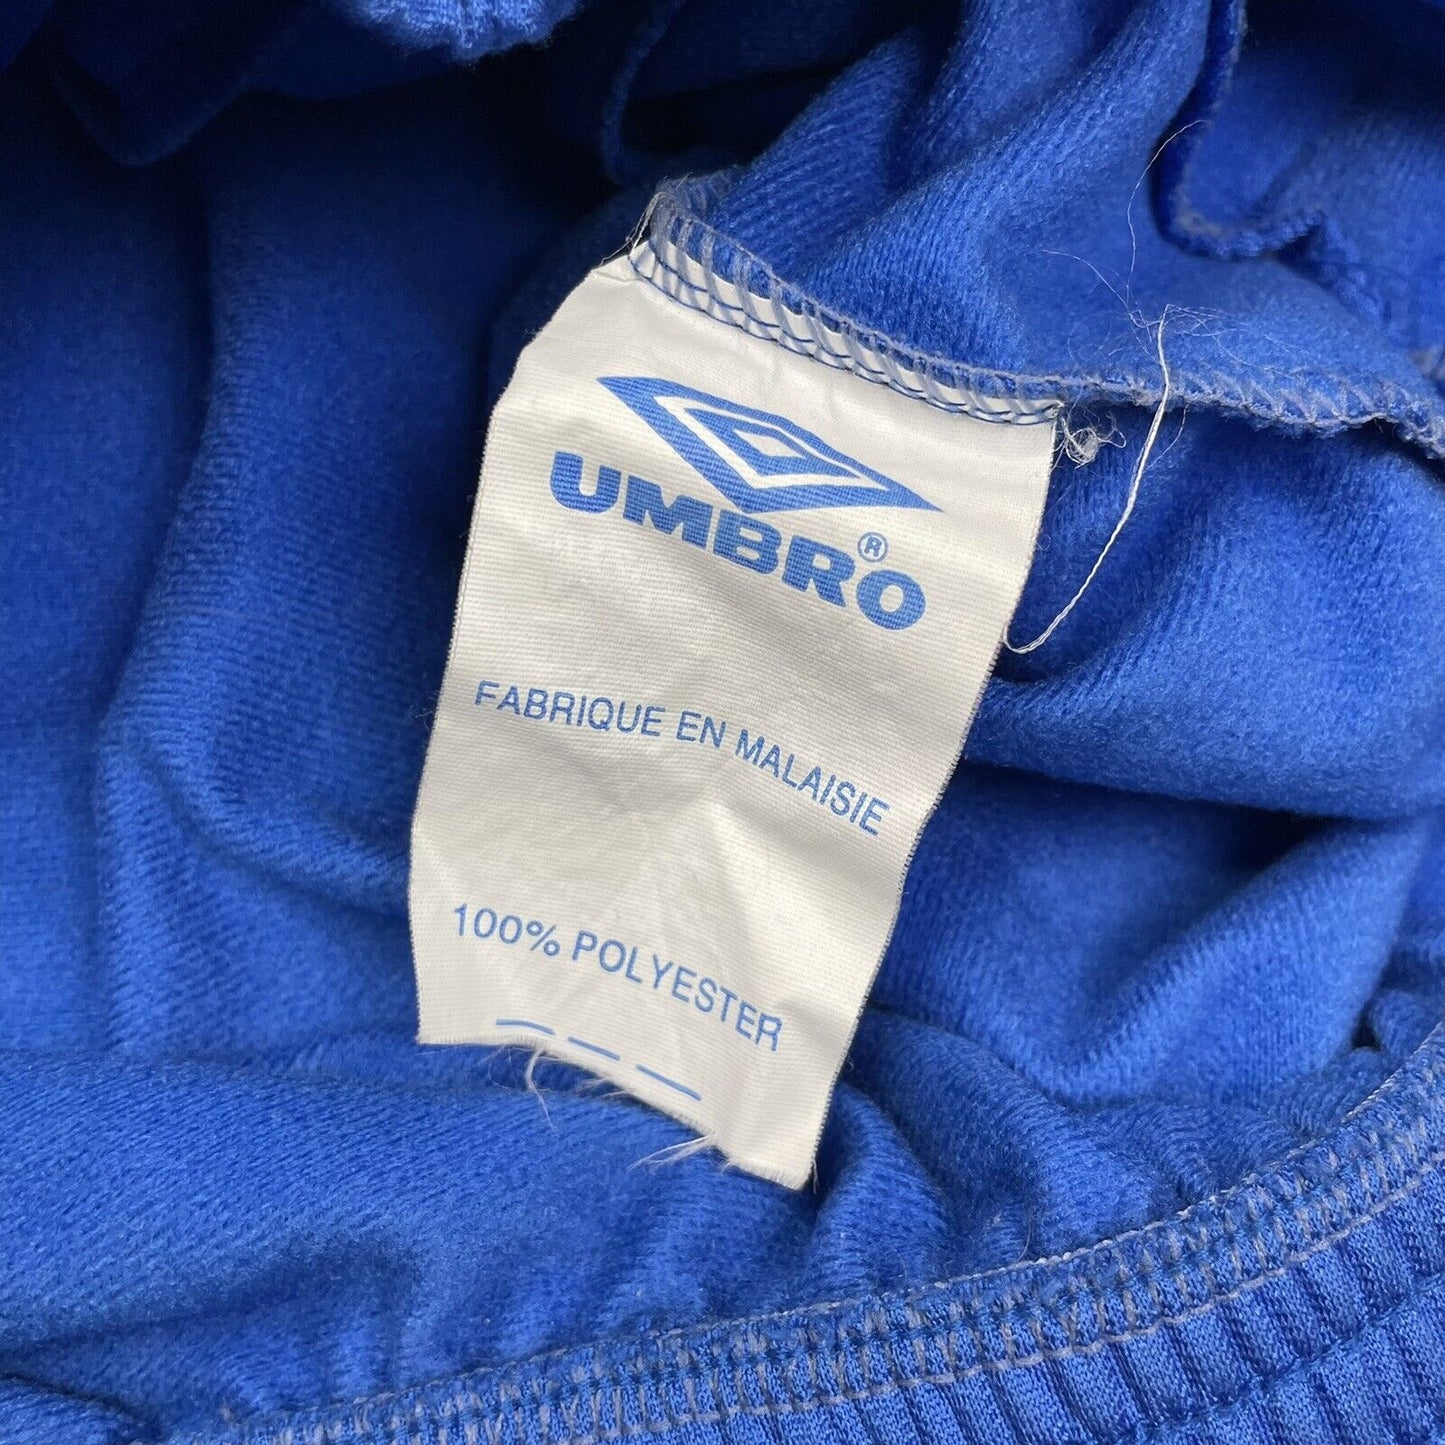 UMBRO®
FABRIQUE EN MALAISIE
100% POLYESTER